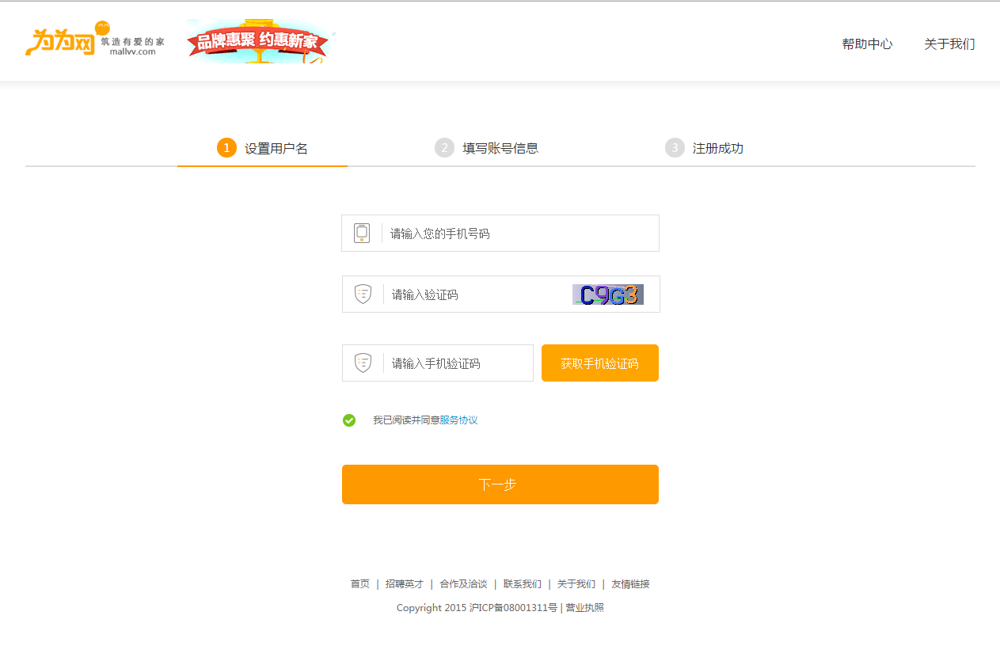 为为网 筑造有爱的家
mallvv.com
品牌惠聚 约惠新家
帮助中心 关于我们
1 设置用户名 2 填写账号信息 3 注册成功
请输入您的手机号码
请输入验证码 C9G3
请输入手机验证码 获取手机验证码
我已阅读并同意服务协议
下一步
首页 | 招聘英才 | 合作及洽谈 | 联系我们 | 关于我们 | 友情链接
Copyright 2015 沪ICP备08001311号 | 营业执照